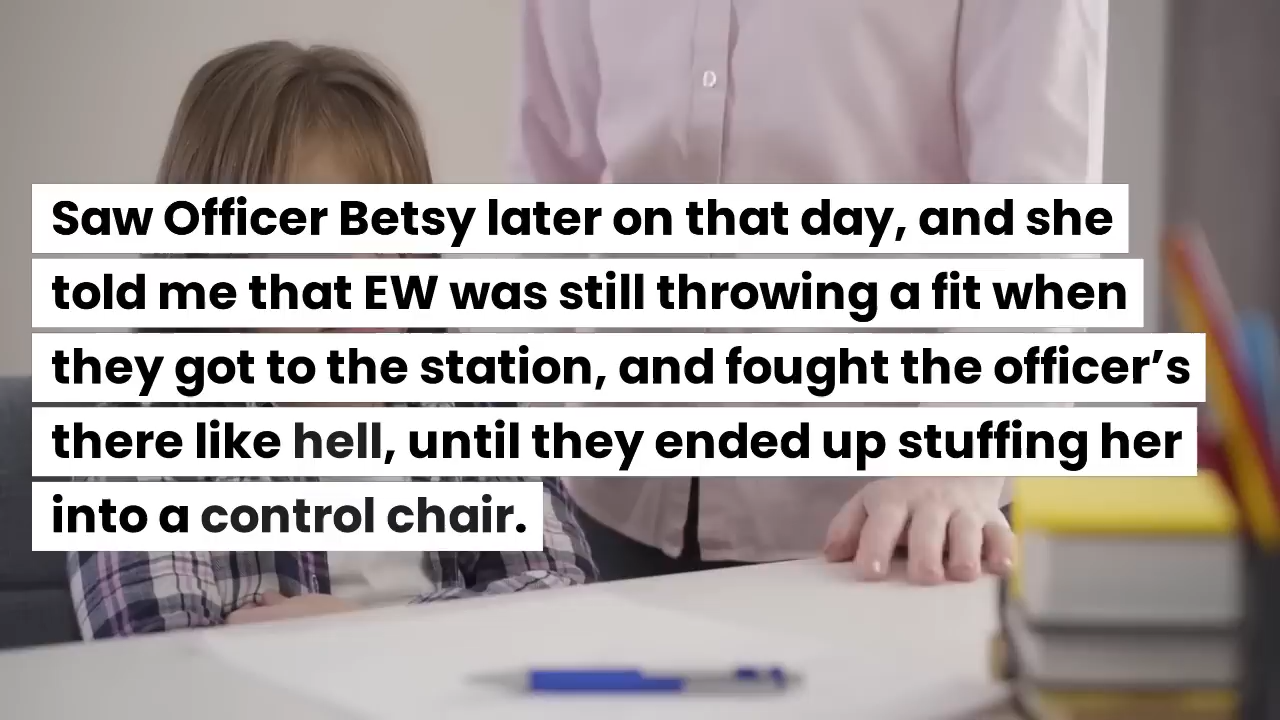 Saw Officer Betsy later on that day, and she
told me that EW was still throwing a fit when
they got to the station, and fought the officer’s
there like hell, until they ended up stuffing her
into a control chair.